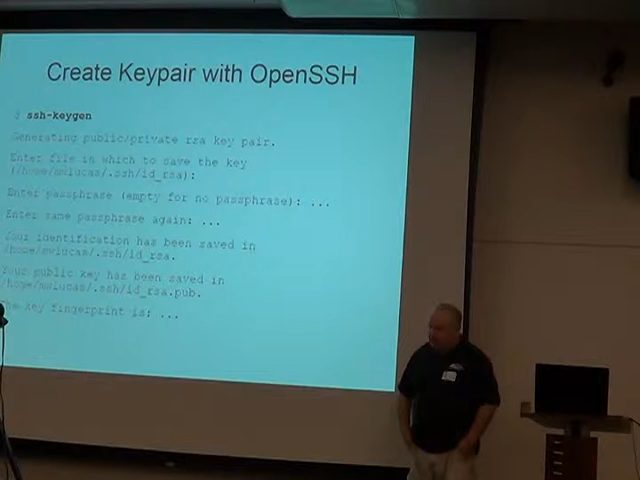 Create Keypair with OpenSSH
$ ssh-keygen
Generating public/private rsa key pair.
Enter file in which to save the key
(/home/mwlucas/.ssh/id_rsa):
Enter passphrase (empty for no passphrase): ...
Enter same passphrase again: ...
Your identification has been saved in
/home/mwlucas/.ssh/id_rsa.
Your public key has been saved in
/home/mwlucas/.ssh/id_rsa.pub.
The key fingerprint is: ...